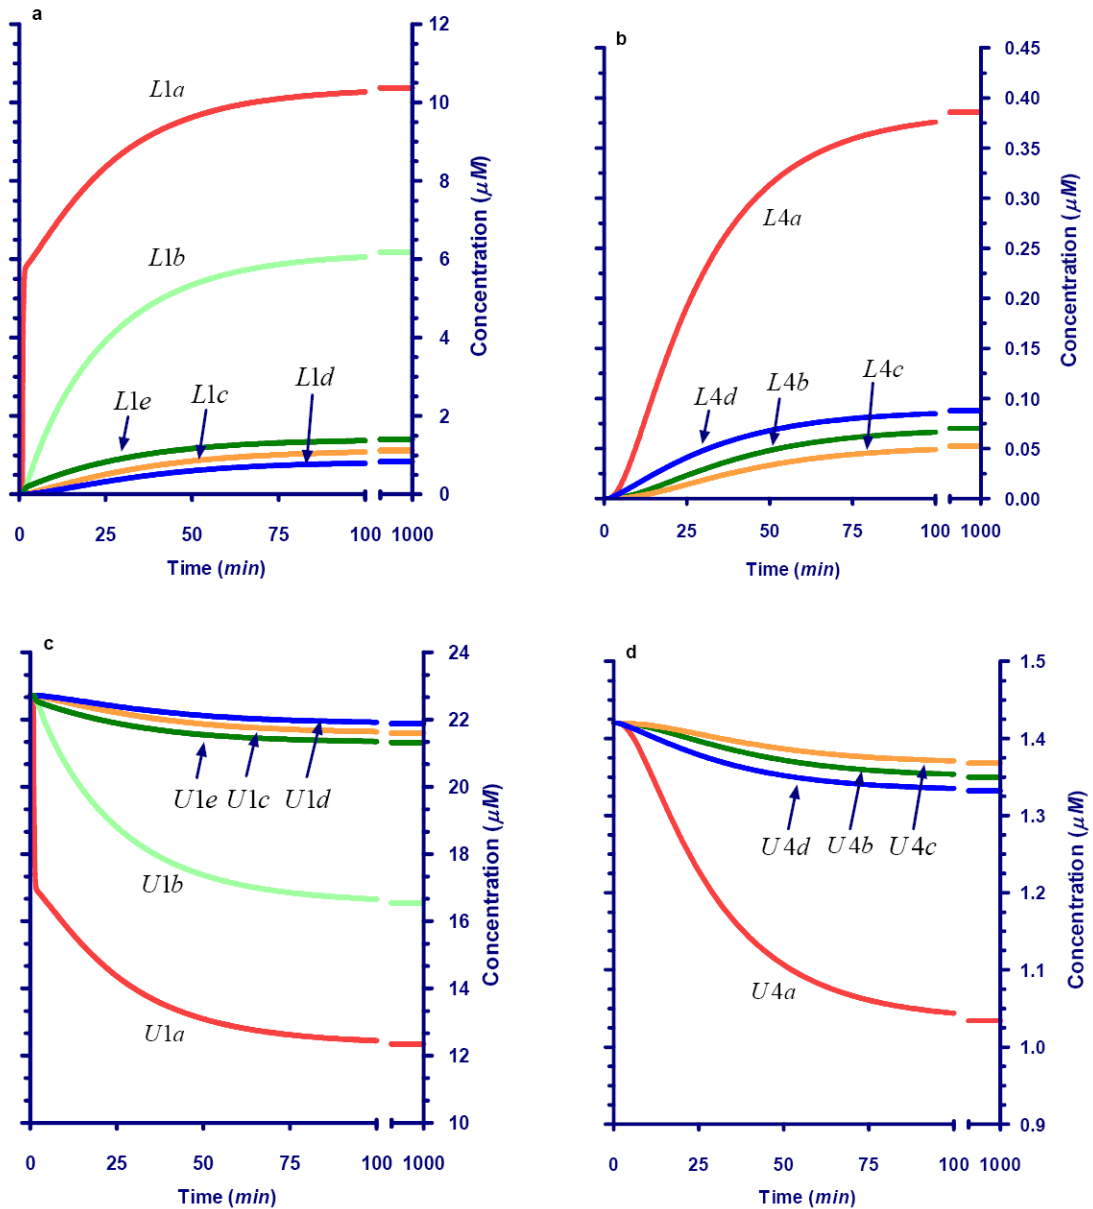 a
12
10
8
6
4
2
0
Concentration (μM)
L1a
L1b
L1e
L1c
L1d
0 25 50 75 100 1000
Time (min)
b
0.45
0.40
0.35
0.30
0.25
0.20
0.15
0.10
0.05
0.00
Concentration (μM)
L4a
L4d
L4b
L4c
0 25 50 75 100 1000
Time (min)
c
24
22
20
18
16
14
12
10
Concentration (μM)
U1e U1c U1d
U1b
U1a
0 25 50 75 100 1000
Time (min)
d
1.5
1.4
1.3
1.2
1.1
1.0
0.9
Concentration (μM)
U4d U4b U4c
U4a
0 25 50 75 100 1000
Time (min)